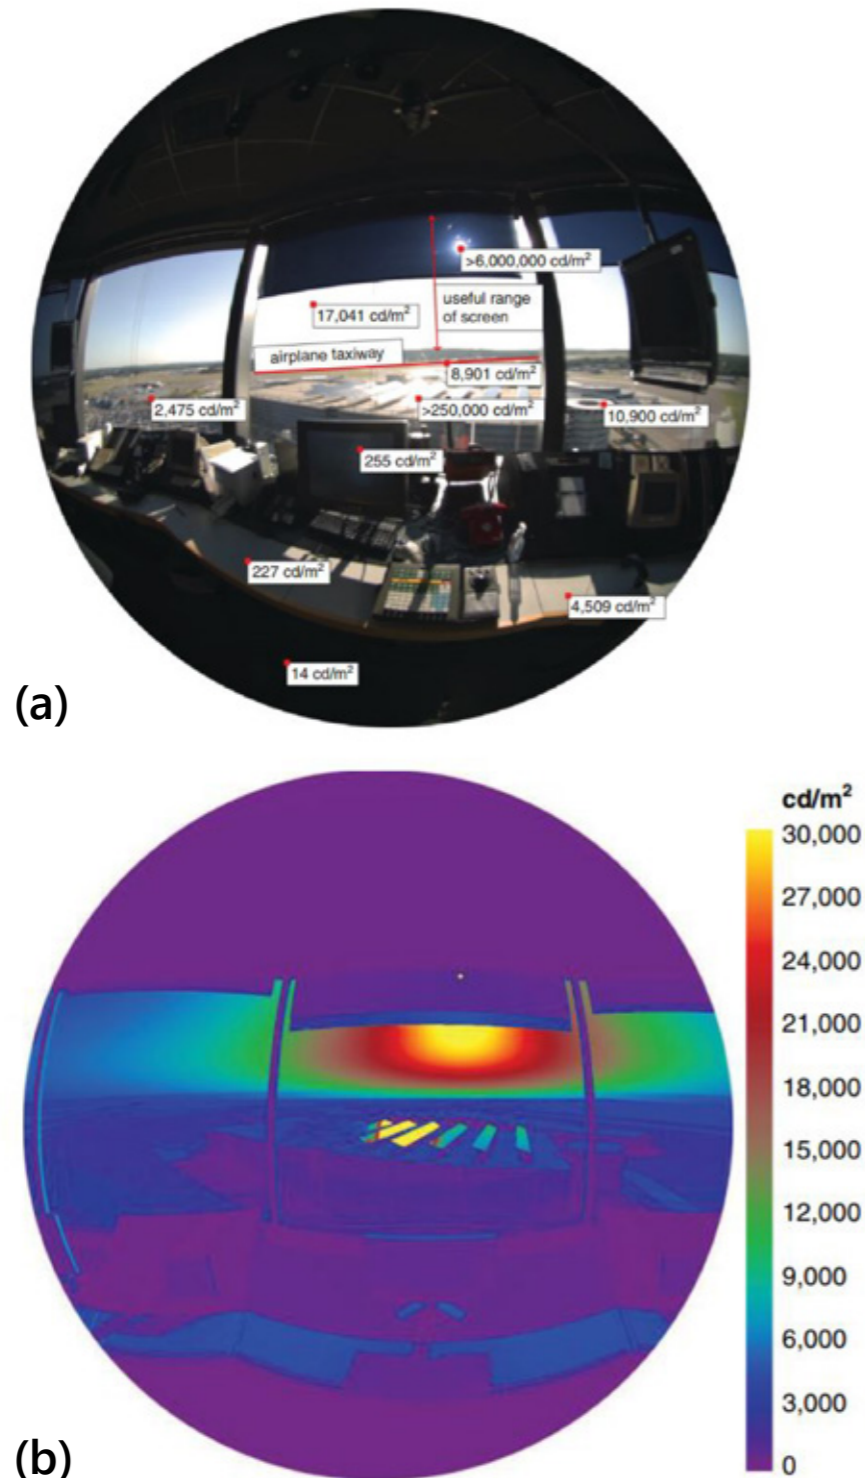 >6,000,000 cd/m²
useful range
of screen
17,041 cd/m²
airplane taxiway
8,901 cd/m²
2,475 cd/m²
>250,000 cd/m²
10,900 cd/m²
255 cd/m²
227 cd/m²
4,509 cd/m²
14 cd/m²
(a)
cd/m²
30,000
27,000
24,000
21,000
18,000
15,000
12,000
9,000
6,000
3,000
0
(b)